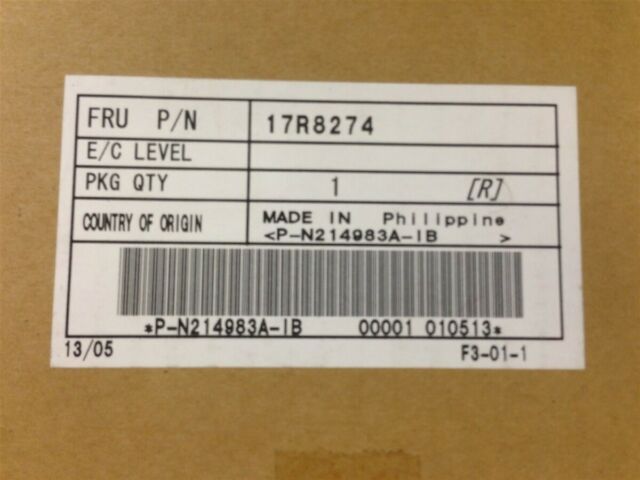 FRU P/N 17R8274
E/C LEVEL
PKG QTY 1 [R]
COUNTRY OF ORIGIN MADE IN Philippine
<P-N214983A-IB >
*P-N214983A-IB 00001 010513*
13/05 F3-01-1